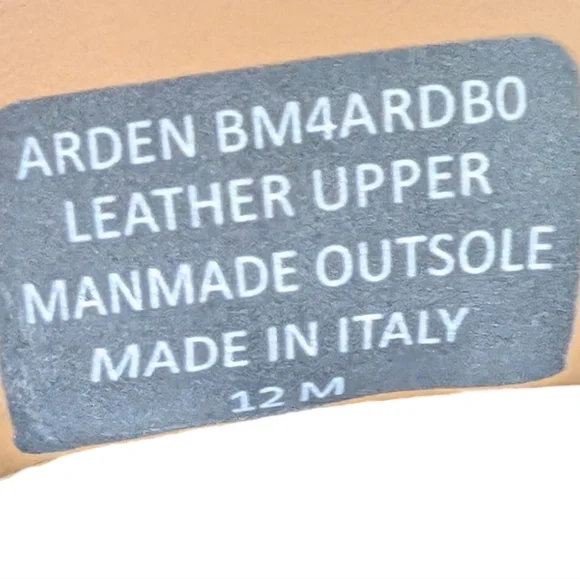 ARDEN BM4ARDB0
LEATHER UPPER
MANMADE OUTSOLE
MADE IN ITALY
12 M